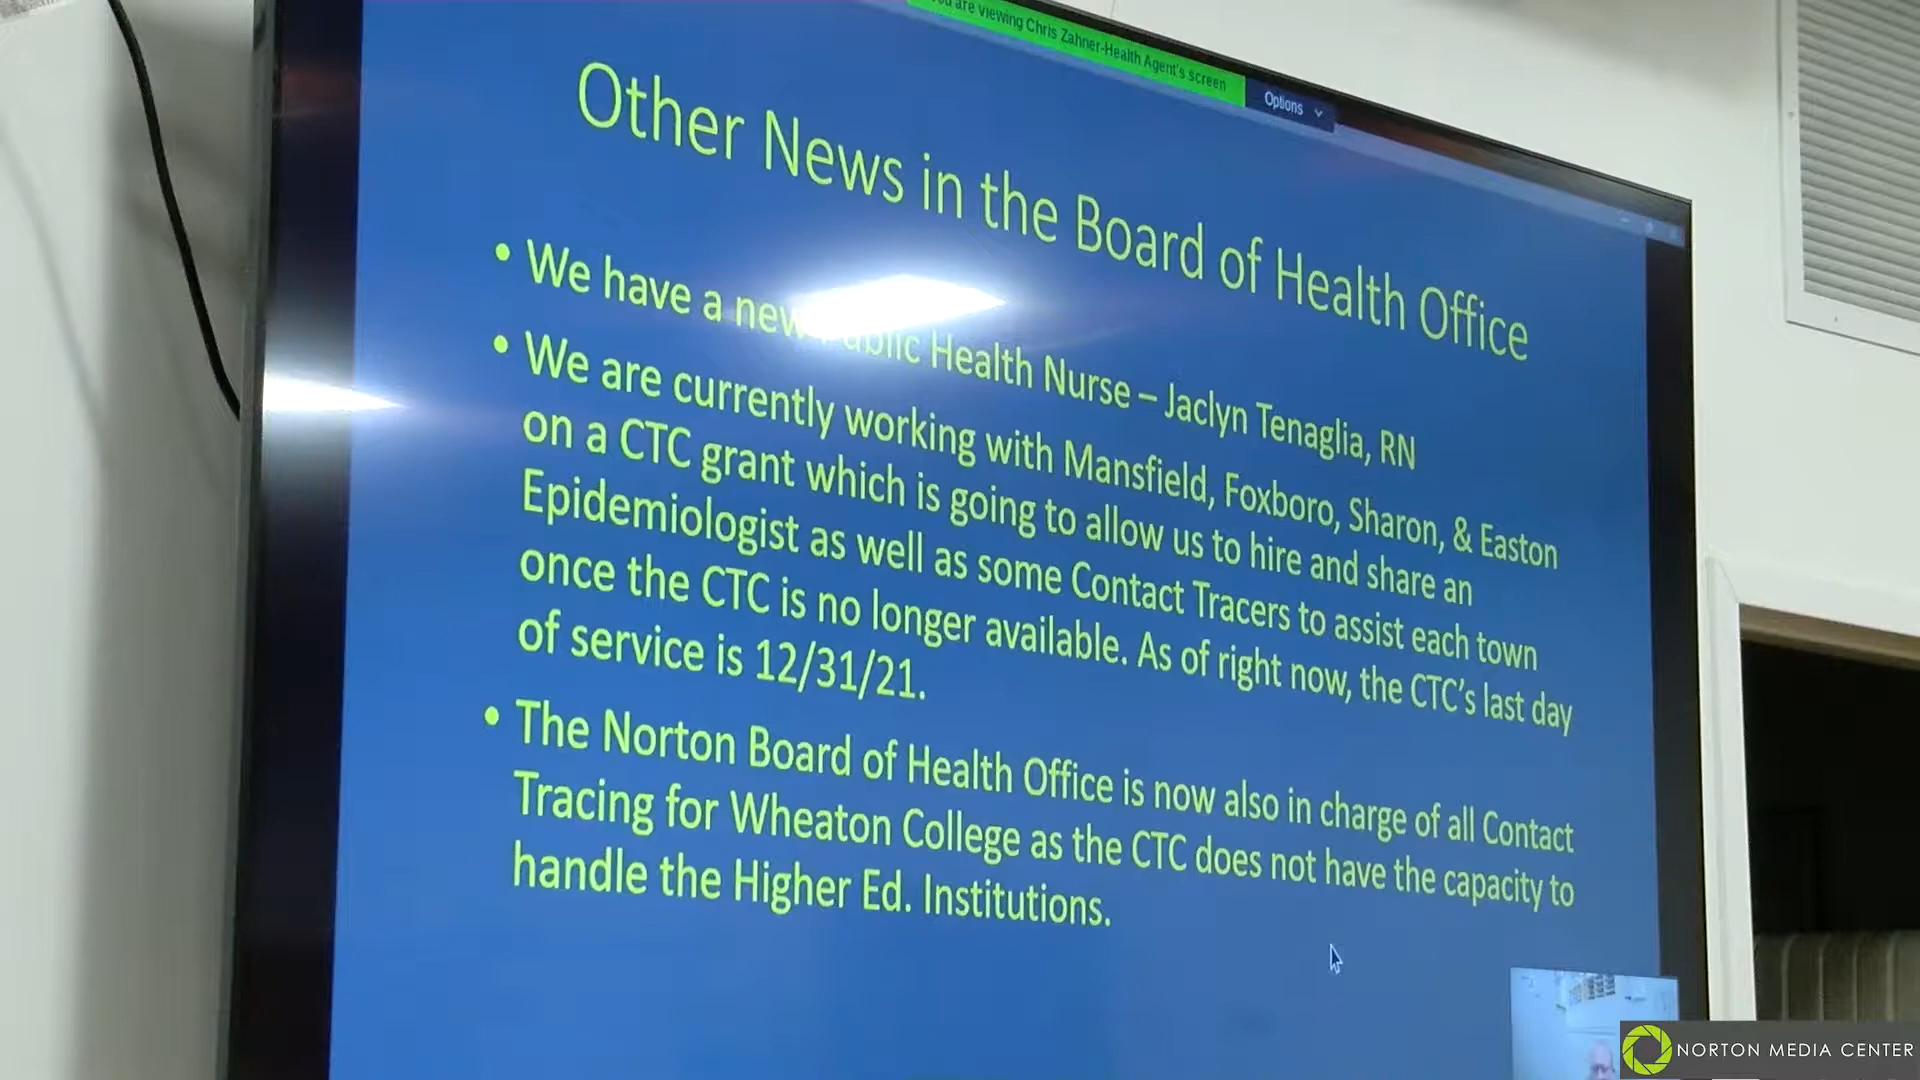 are viewing Chris Zahner-Health Agent's screen
Options
Other News in the Board of Health Office
• We have a new Public Health Nurse – Jaclyn Tenaglia, RN
• We are currently working with Mansfield, Foxboro, Sharon, & Easton
on a CTC grant which is going to allow us to hire and share an
Epidemiologist as well as some Contact Tracers to assist each town
once the CTC is no longer available. As of right now, the CTC's last day
of service is 12/31/21.
• The Norton Board of Health Office is now also in charge of all Contact
Tracing for Wheaton College as the CTC does not have the capacity to
handle the Higher Ed. Institutions.
NORTON MEDIA CENTER